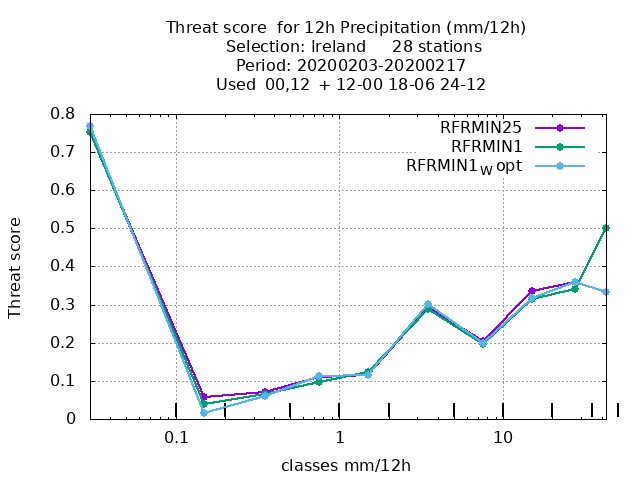 Threat score  for 12h Precipitation (mm/12h)
Selection: Ireland     28 stations
Period: 20200203-20200217
Used  00,12  + 12-00 18-06 24-12
RFRMIN25
RFRMIN1
RFRMIN1w opt
Threat score
0.8
0.7
0.6
0.5
0.4
0.3
0.2
0.1
0
0.1 1 10
classes mm/12h